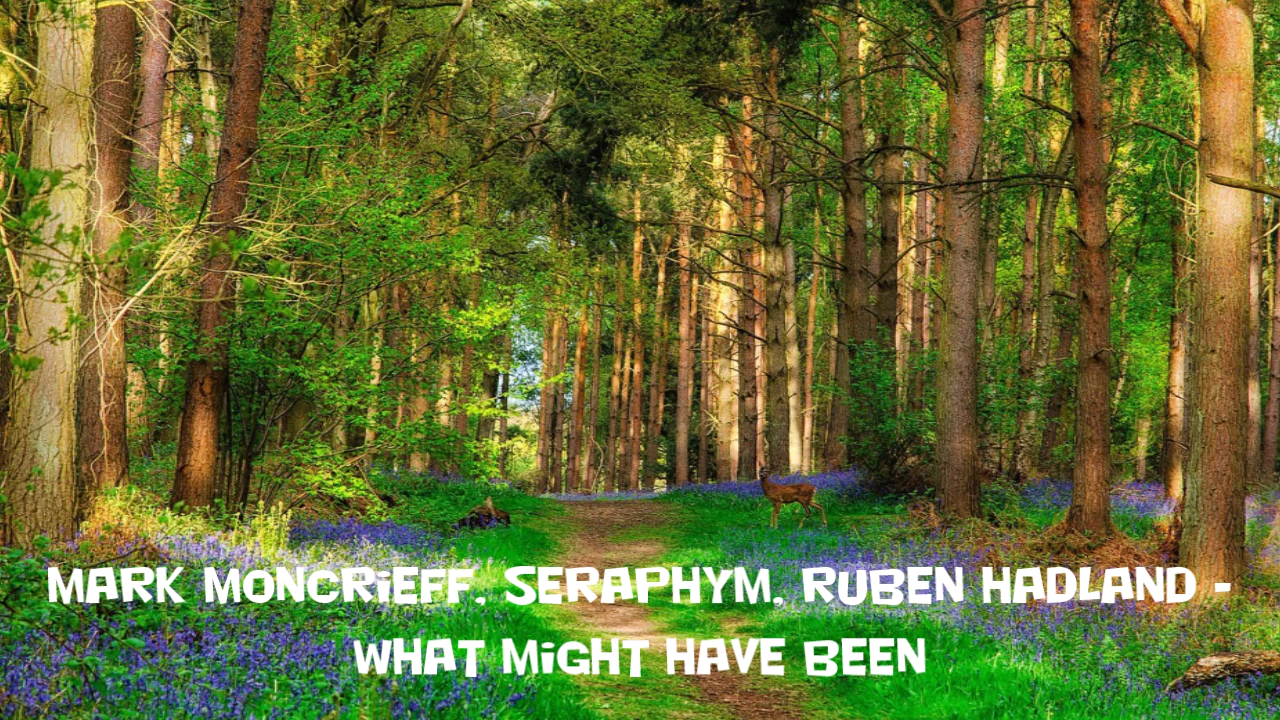 MARK MONCRiEFF, SERAPHYM, RUBEN HADLAND -
WHAT MiGHT HAVE BEEN